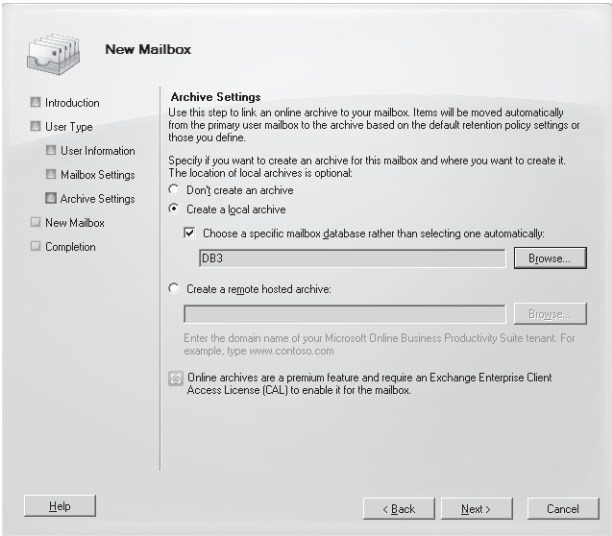 New Mailbox
Introduction
User Type
User Information
Mailbox Settings
Archive Settings
New Mailbox
Completion
Archive Settings
Use this step to link an online archive to your mailbox. Items will be moved automatically
from the primary user mailbox to the archive based on the default retention policy settings or
those you define.
Specify if you want to create an archive for this mailbox and where you want to create it.
The location of local archives is optional:
Don't create an archive
Create a local archive
Choose a specific mailbox database rather than selecting one automatically:
DB3
Browse...
Create a remote hosted archive:
Browse...
Enter the domain name of your Microsoft Online Business Productivity Suite tenant. For
example, type www.contoso.com
Online archives are a premium feature and require an Exchange Enterprise Client
Access License (CAL) to enable it for the mailbox.
Help
< Back
Next >
Cancel